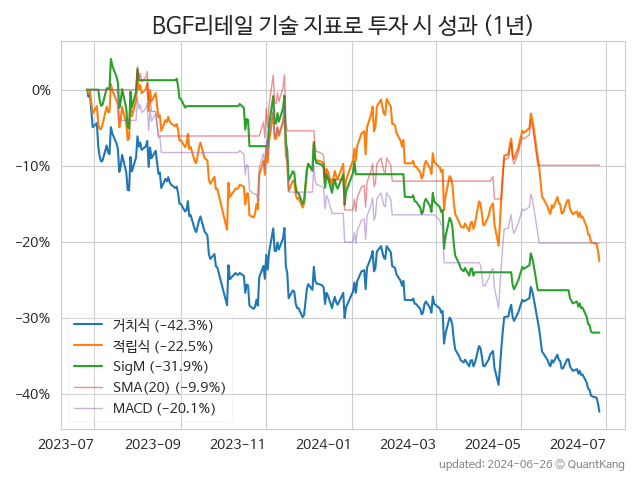 BGF리테일 기술 지표로 투자 시 성과 (1년)
0%
−10%
−20%
−30%
−40%
거치식 (−42.3%)
적립식 (−22.5%)
SigM (−31.9%)
SMA(20) (−9.9%)
MACD (−20.1%)
2023-07 2023-09 2023-11 2024-01 2024-03 2024-05 2024-07
updated: 2024-06-26 © QuantKang